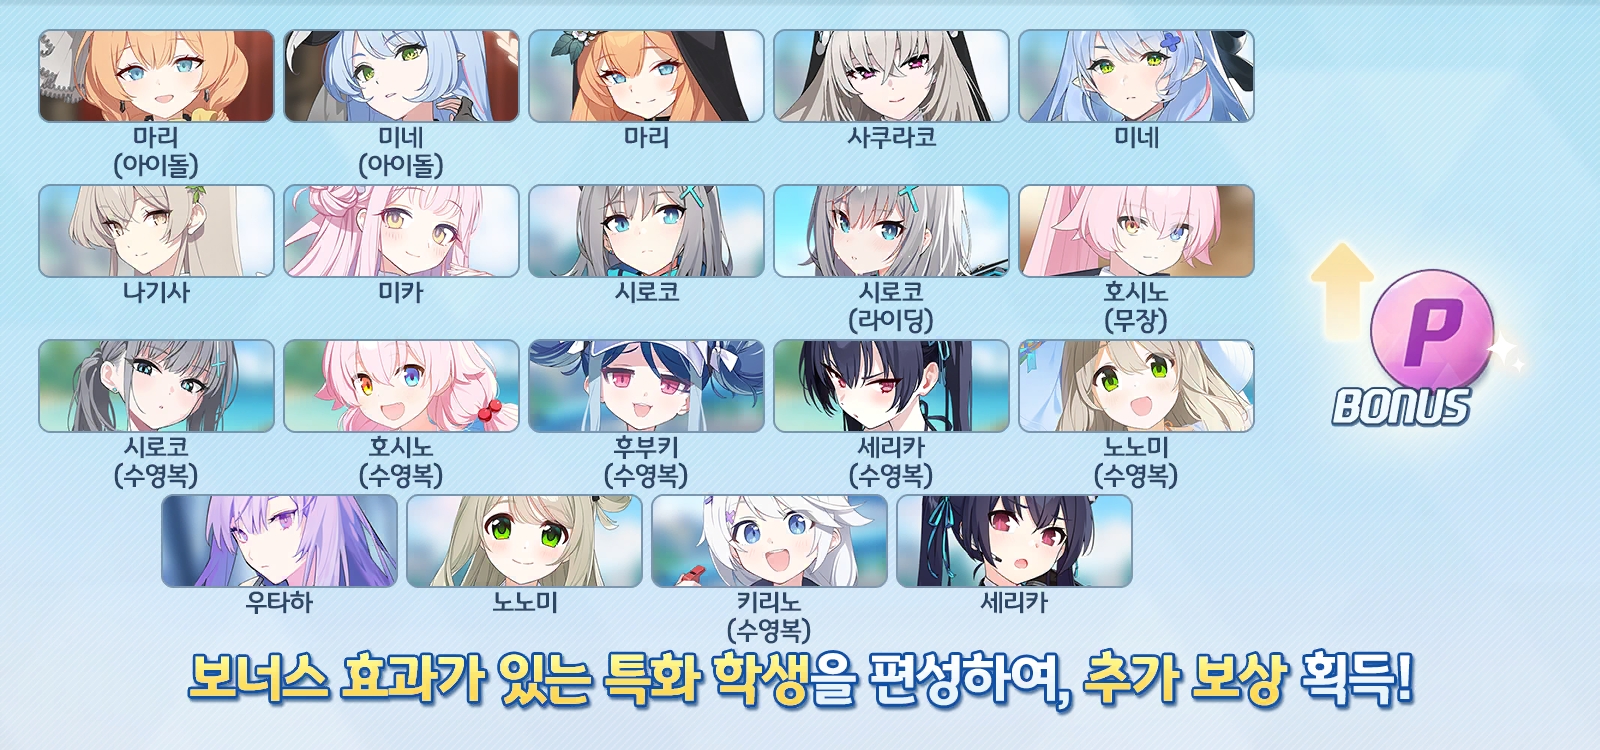 마리
(아이돌)
미네
(아이돌)
마리
사쿠라코
미네
나기사
미카
시로코
시로코
(라이딩)
호시노
(무장)
시로코
(수영복)
호시노
(수영복)
후부키
(수영복)
세리카
(수영복)
노노미
(수영복)
우타하
노노미
키리노
(수영복)
세리카
P
BONUS
보너스 효과가 있는 특화 학생을 편성하여, 추가 보상 획득!